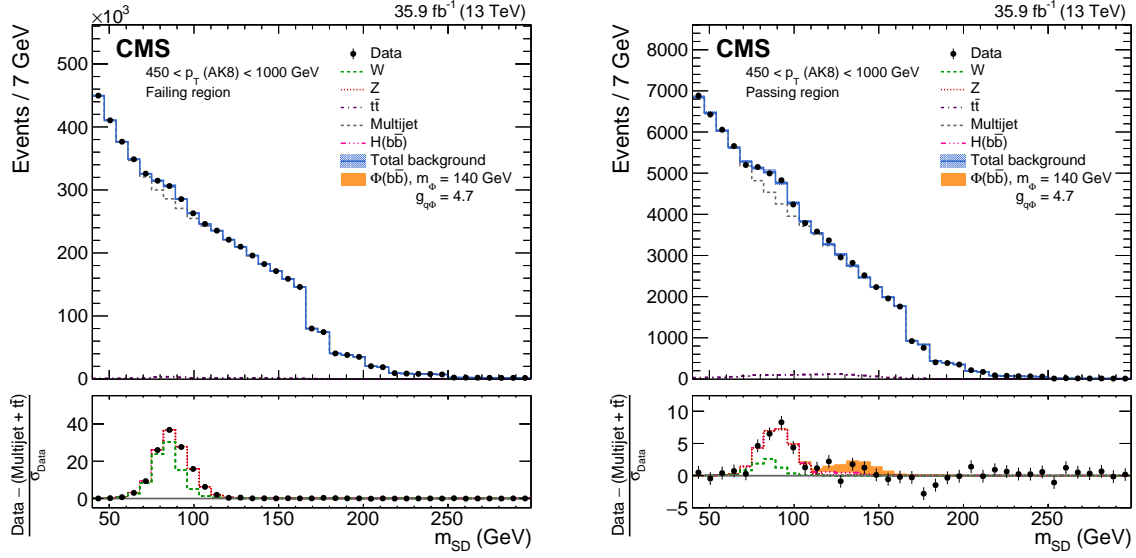 35.9 fb⁻¹ (13 TeV)
×10³
CMS
450 < p_T (AK8) < 1000 GeV
Failing region
Data
W
Z
tt̄
Multijet
H(bb̄)
Total background
Φ(bb̄), m_Φ = 140 GeV
g_qΦ = 4.7
Events / 7 GeV
500
400
300
200
100
0
Data − (Multijet + tt̄)
σ_Data
40
20
0
50 100 150 200 250
m_SD (GeV)
35.9 fb⁻¹ (13 TeV)
CMS
450 < p_T (AK8) < 1000 GeV
Passing region
Data
W
Z
tt̄
Multijet
H(bb̄)
Total background
Φ(bb̄), m_Φ = 140 GeV
g_qΦ = 4.7
Events / 7 GeV
8000
7000
6000
5000
4000
3000
2000
1000
0
Data − (Multijet + tt̄)
σ_Data
10
5
0
−5
50 100 150 200 250
m_SD (GeV)